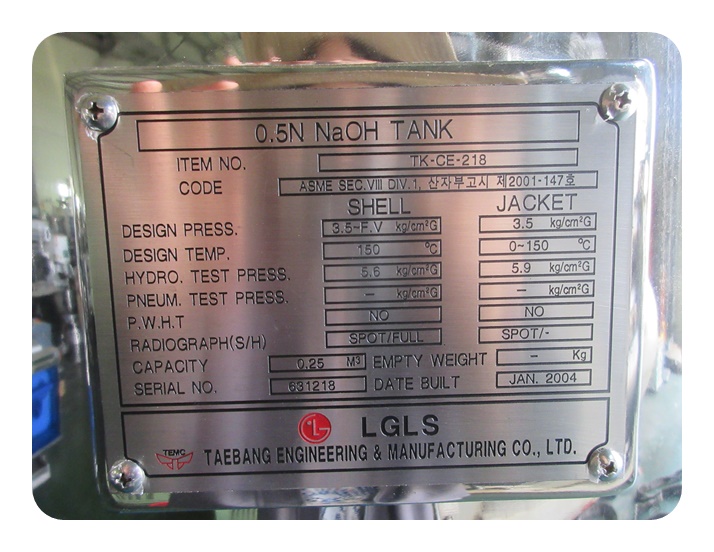 0.5N NaOH TANK
ITEM NO. TK-CE-218
CODE ASME SEC.VIII DIV.1, 산자부고시 제2001-147호
SHELL JACKET
DESIGN PRESS. 3.5-F.V kg/cm²G 3.5 kg/cm²G
DESIGN TEMP. 150 ℃ 0~150 ℃
HYDRO. TEST PRESS. 5.6 kg/cm²G 5.9 kg/cm²G
PNEUM. TEST PRESS. - kg/cm²G - kg/cm²G
P.W.H.T NO NO
RADIOGRAPH(S/H) SPOT/FULL SPOT/-
CAPACITY 0.25 M³ EMPTY WEIGHT - Kg
SERIAL NO. 631218 DATE BUILT JAN. 2004
LG LGLS
TEMC TAEBANG ENGINEERING & MANUFACTURING CO., LTD.